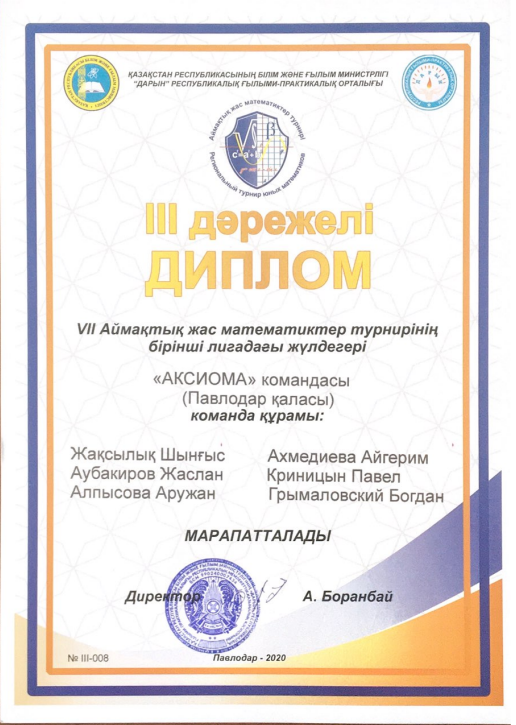 ҚАЗАҚСТАН РЕСПУБЛИКАСЫНЫҢ БІЛІМ ЖӘНЕ ҒЫЛЫМ МИНИСТРЛІГІ
"ДАРЫН" РЕСПУБЛИКАЛЫҚ ҒЫЛЫМИ-ПРАКТИКАЛЫҚ ОРТАЛЫҒЫ
Аймақтық жас математиктер турнирі
Региональный турнир юных математиков
III дәрежелі
ДИПЛОМ
VII Аймақтық жас математиктер турнирінің
бірінші лигадағы жүлдегері
«АКСИОМА» командасы
(Павлодар қаласы)
команда құрамы:
Жақсылық Шынғыс Ахмедиева Айгерим
Аубакиров Жаслан Криницын Павел
Алпысова Аружан Грымаловский Богдан
МАРАПАТТАЛАДЫ
Директор А. Боранбай
№ III-008 Павлодар - 2020